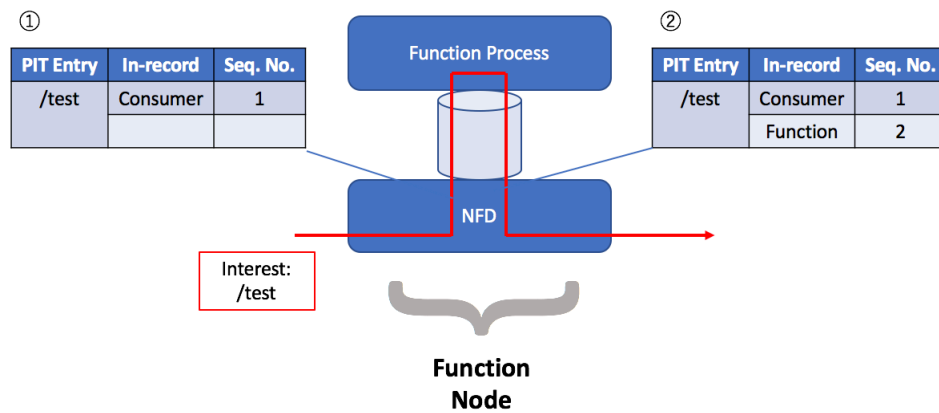 ①
PIT Entry In-record Seq. No.
/test Consumer 1
Function Process
②
PIT Entry In-record Seq. No.
/test Consumer 1
Function 2
NFD
Interest:
/test
Function
Node